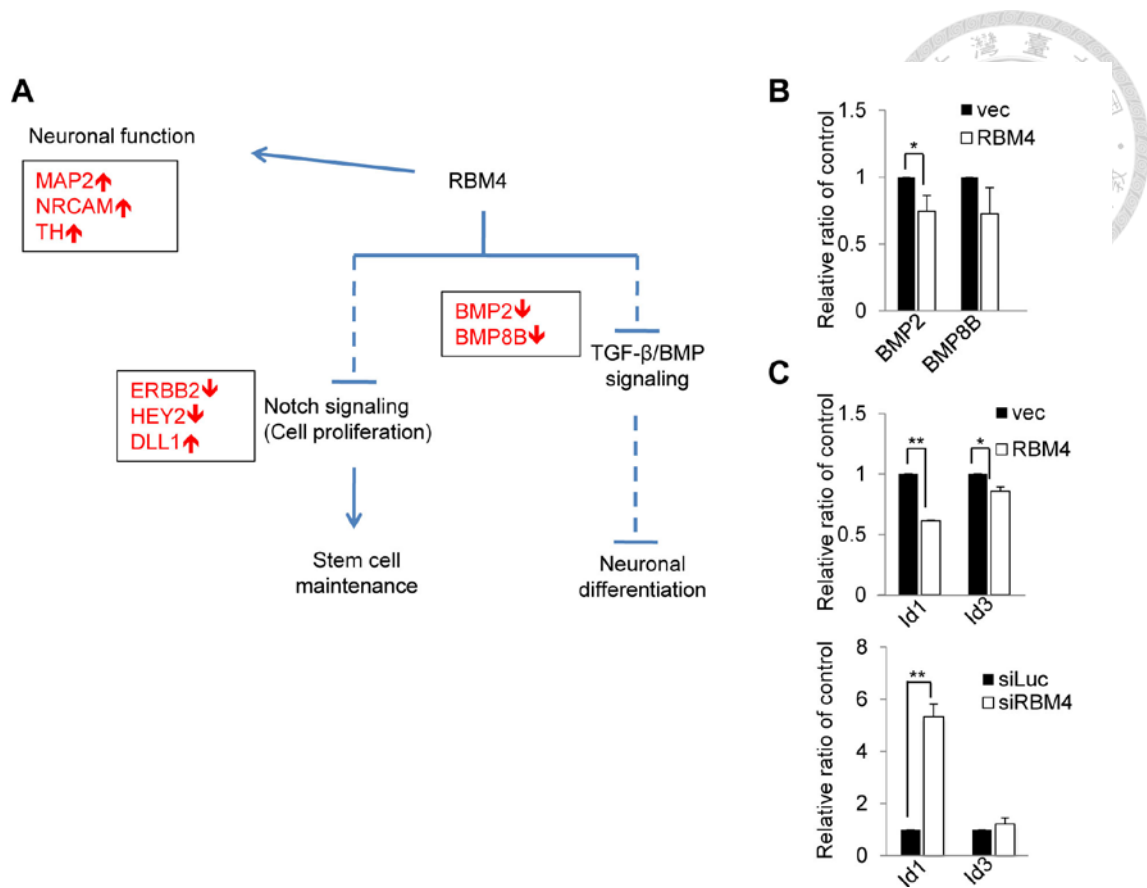 A
Neuronal function
MAP2↑
NRCAM↑
TH↑
RBM4
BMP2↓
BMP8B↓
TGF-β/BMP
signaling
ERBB2↓
HEY2↓
DLL1↑
Notch signaling
(Cell proliferation)
Stem cell
maintenance
Neuronal
differentiation
B
Relative ratio of control
1.5
1
0.5
0
vec
RBM4
*
BMP2
BMP8B
C
Relative ratio of control
1.5
1
0.5
0
vec
RBM4
**
*
Id1
Id3
Relative ratio of control
8
6
4
2
0
siLuc
siRBM4
**
Id1
Id3
灣臺